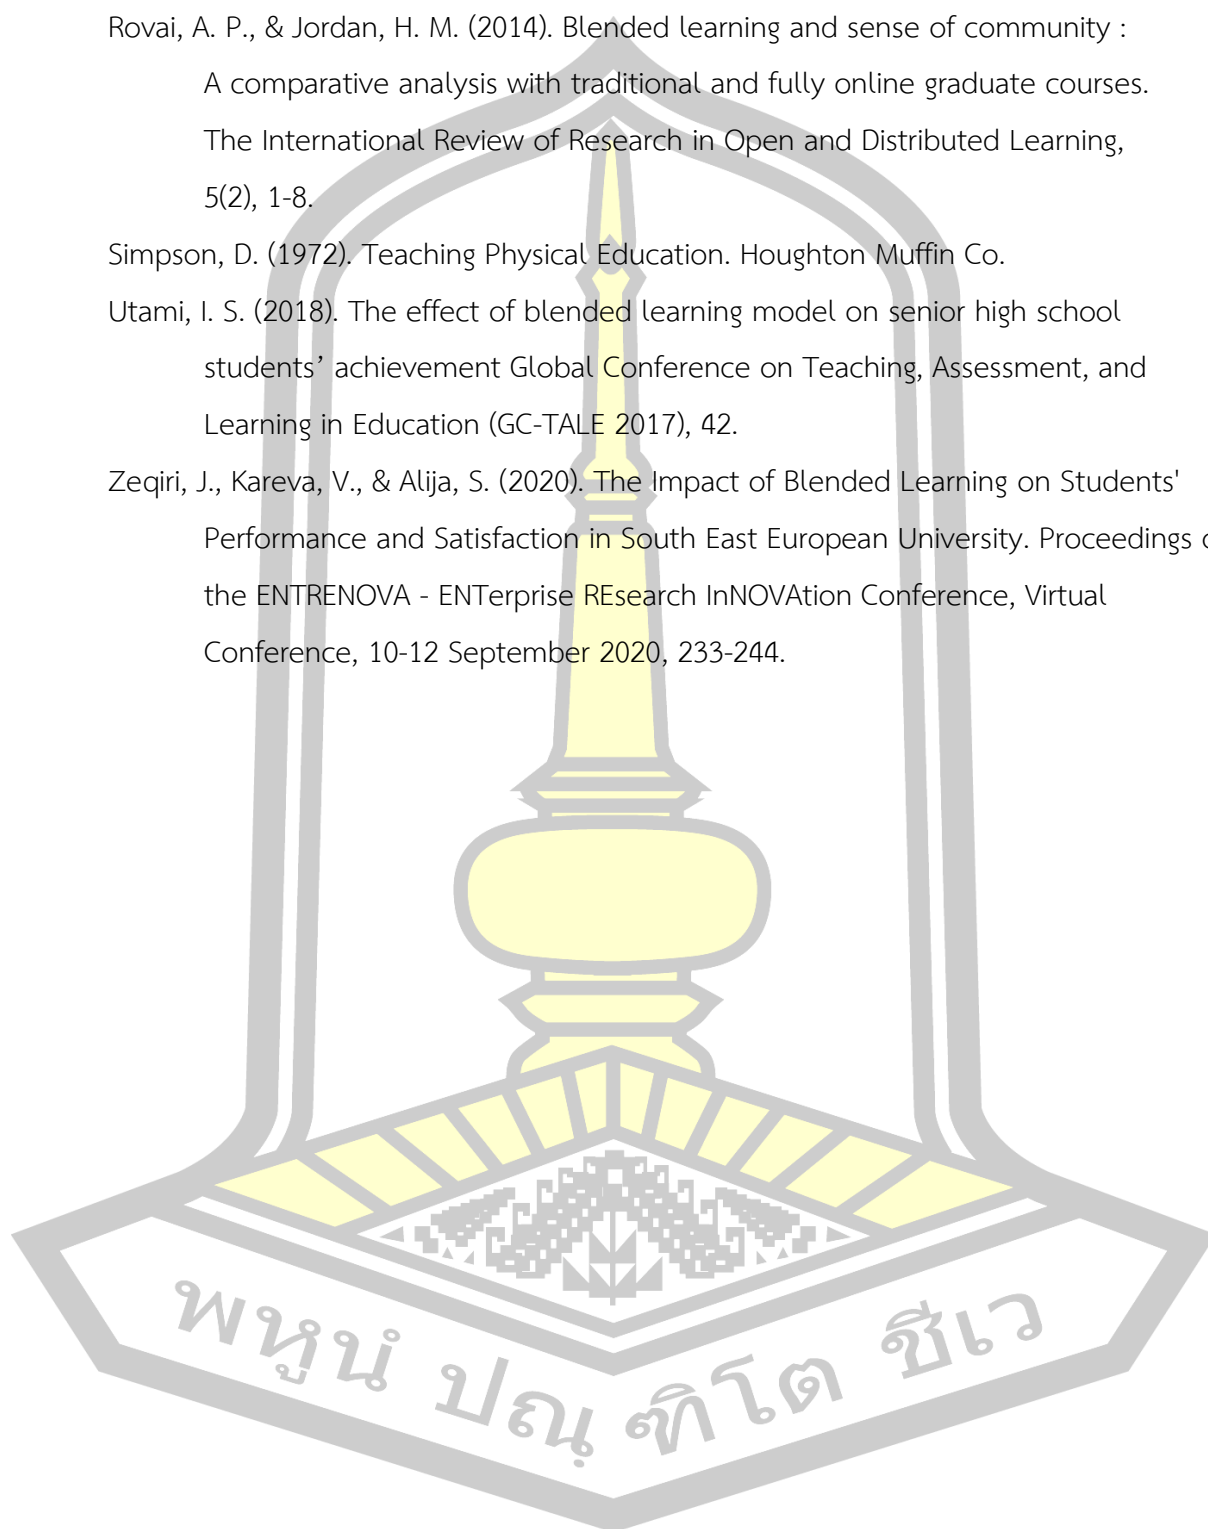 Rovai, A. P., & Jordan, H. M. (2014). Blended learning and sense of community :
A comparative analysis with traditional and fully online graduate courses.
The International Review of Research in Open and Distributed Learning,
5(2), 1-8.
Simpson, D. (1972). Teaching Physical Education. Houghton Muffin Co.
Utami, I. S. (2018). The effect of blended learning model on senior high school
students’ achievement Global Conference on Teaching, Assessment, and
Learning in Education (GC-TALE 2017), 42.
Zeqiri, J., Kareva, V., & Alija, S. (2020). The Impact of Blended Learning on Students'
Performance and Satisfaction in South East European University. Proceedings
the ENTRENOVA - ENTerprise REsearch InNOVAtion Conference, Virtual
Conference, 10-12 September 2020, 233-244.
พหูนํ ปณฺฑิโต ชีเว